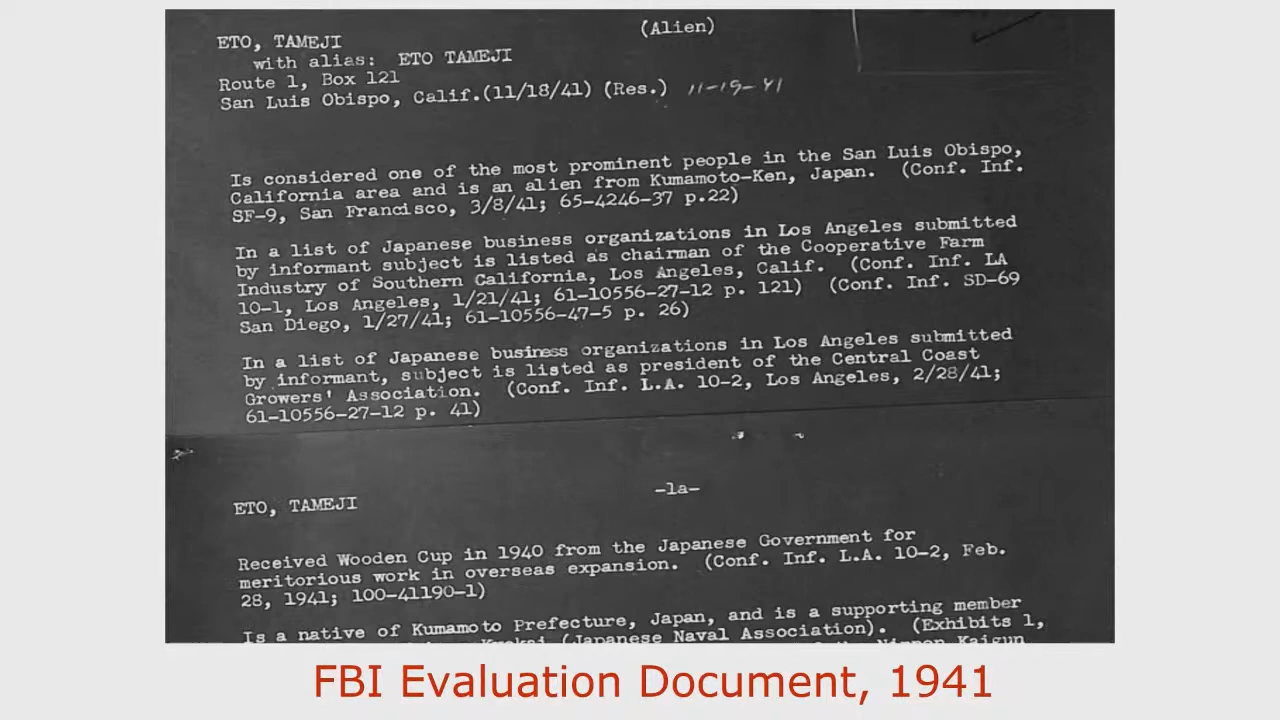 (Alien)
ETO, TAMEJI
with alias: ETO TAMEJI
Route 1, Box 121
San Luis Obispo, Calif.(11/18/41) (Res.) 11-19-41
Is considered one of the most prominent people in the San Luis Obispo,
California area and is an alien from Kumamoto-Ken, Japan. (Conf. Inf.
SF-9, San Francisco, 3/8/41; 65-4246-37 p.22)
In a list of Japanese business organizations in Los Angeles submitted
by informant subject is listed as chairman of the Cooperative Farm
Industry of Southern California, Los Angeles, Calif. (Conf. Inf. LA
10-1, Los Angeles, 1/21/41; 61-10556-27-12 p. 121) (Conf. Inf. SD-69
San Diego, 1/27/41; 61-10556-47-5 p. 26)
In a list of Japanese business organizations in Los Angeles submitted
by informant, subject is listed as president of the Central Coast
Growers' Association. (Conf. Inf. L.A. 10-2, Los Angeles, 2/28/41;
61-10556-27-12 p. 41)
-1a-
ETO, TAMEJI
Received Wooden Cup in 1940 from the Japanese Government for
meritorious work in overseas expansion. (Conf. Inf. L.A. 10-2, Feb.
28, 1941; 100-41190-1)
Is a native of Kumamoto Prefecture, Japan, and is a supporting member
(Japanese Naval Association). (Exhibits 1,
Nippon Kaigun
FBI Evaluation Document, 1941